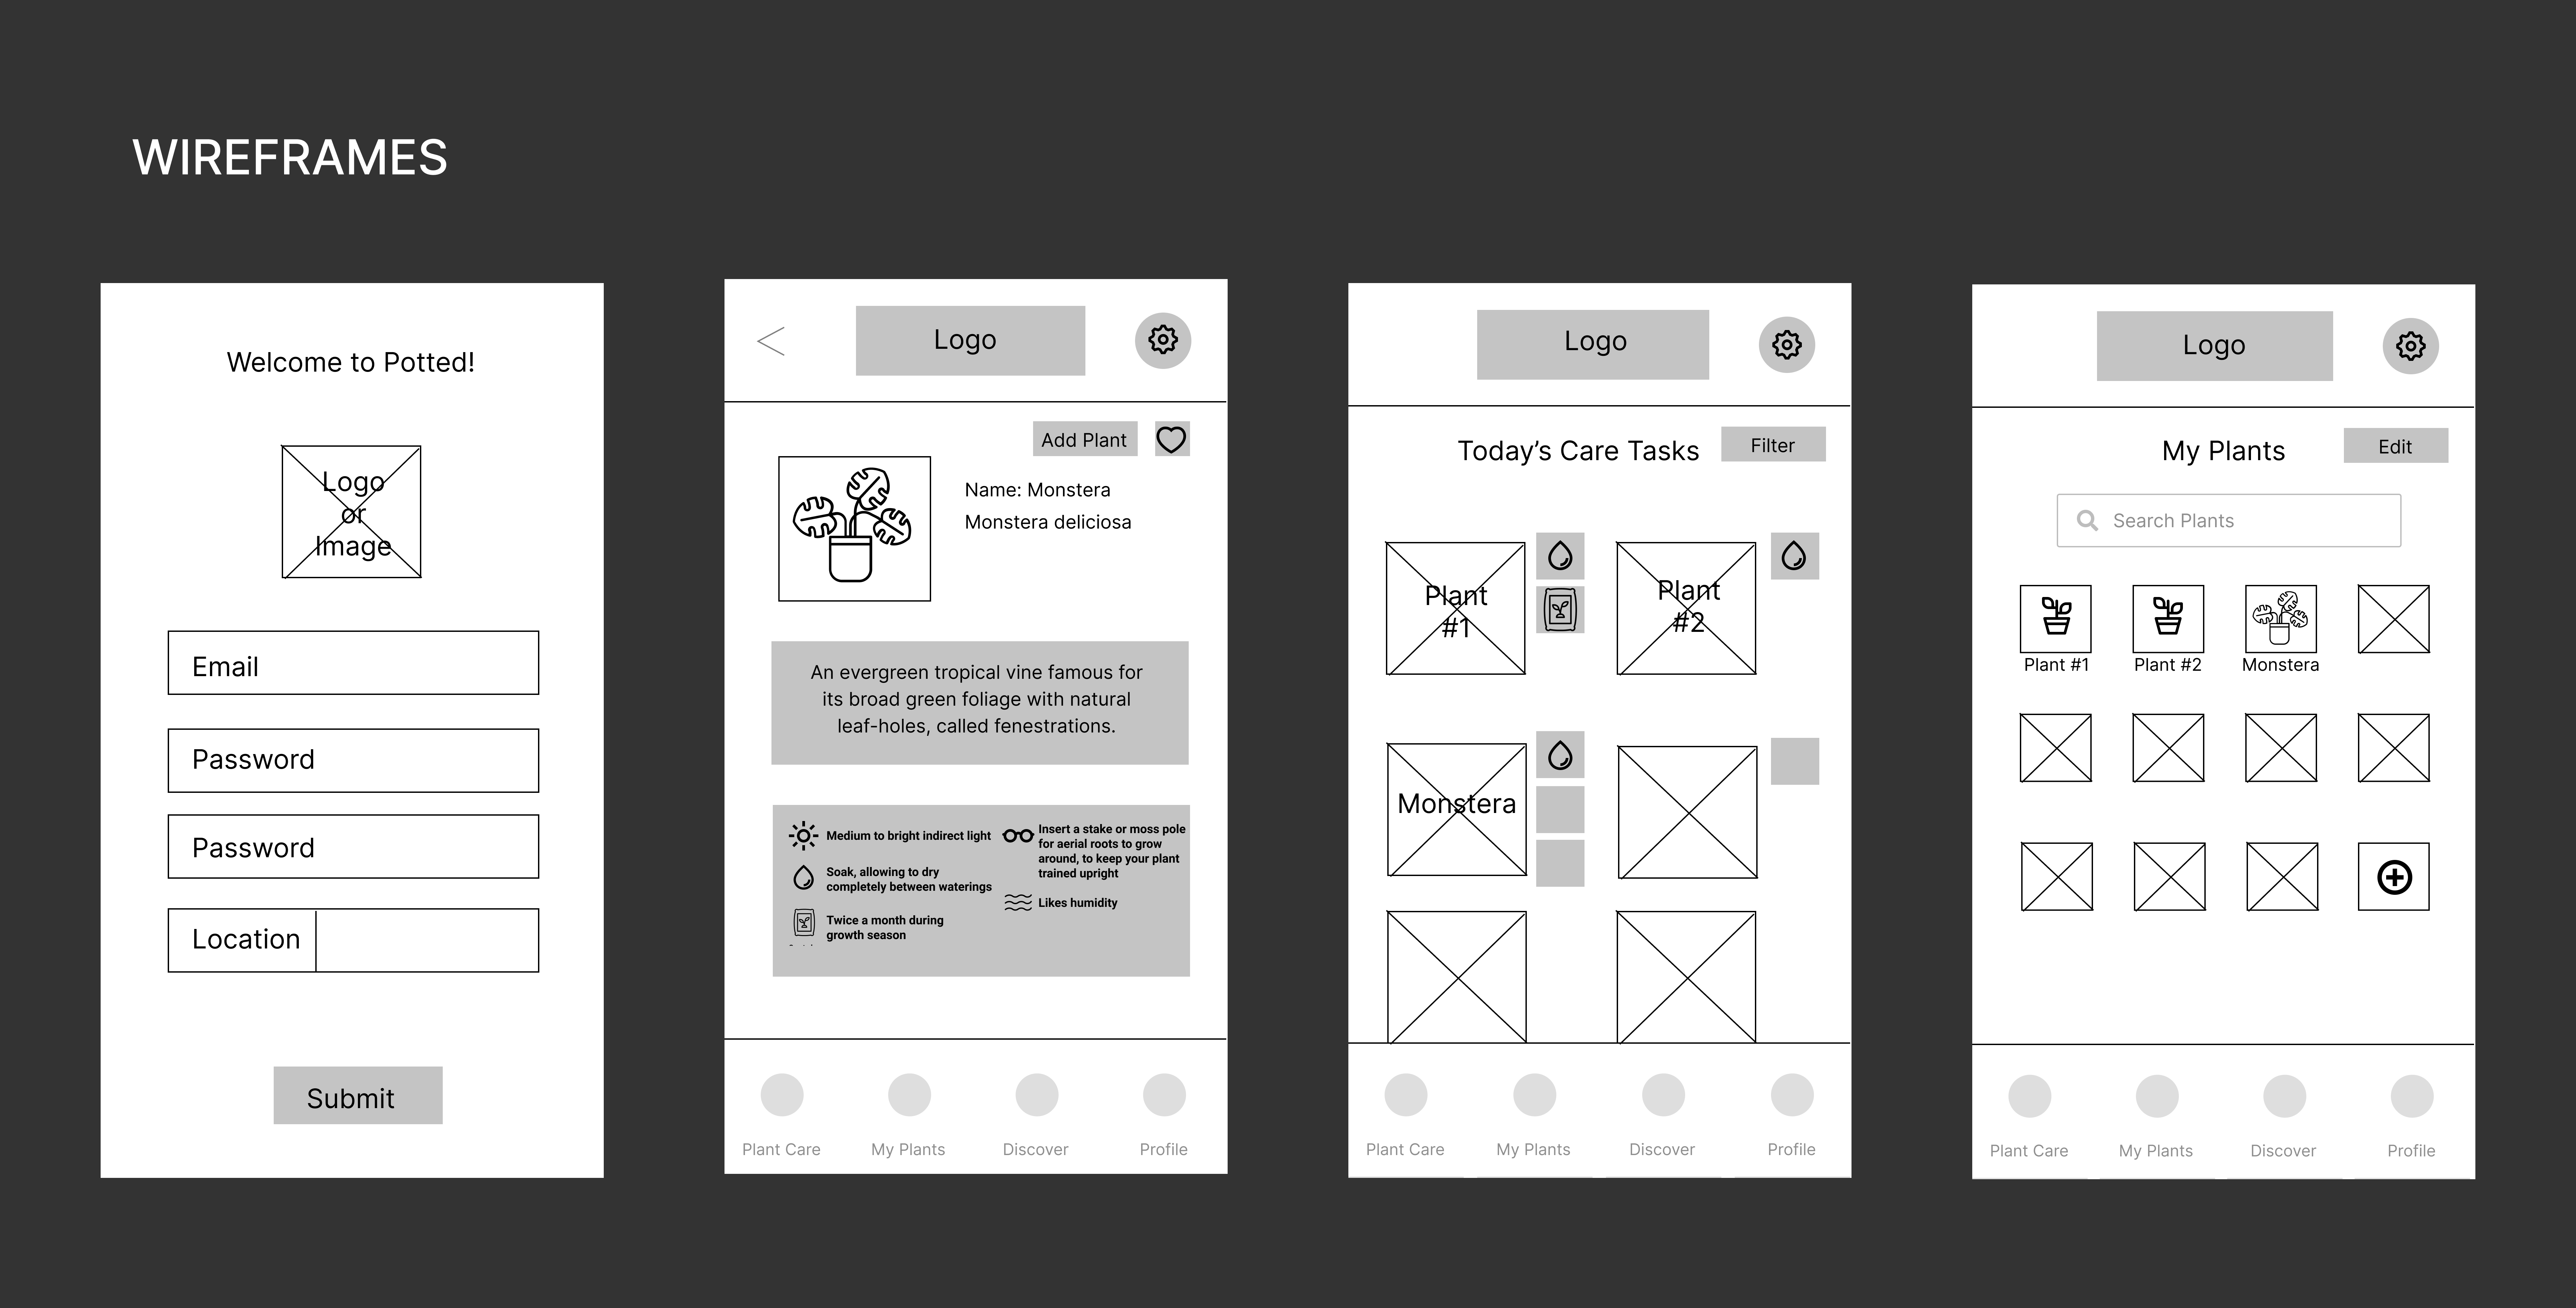 WIREFRAMES
Welcome to Potted!
Logo
or
Image
Email
Password
Password
Location
Submit
Logo
Add Plant
Name: Monstera
Monstera deliciosa
An evergreen tropical vine famous for
its broad green foliage with natural
leaf-holes, called fenestrations.
Medium to bright indirect light
Soak, allowing to dry
completely between waterings
Twice a month during
growth season
Insert a stake or moss pole
for aerial roots to grow
around, to keep your plant
trained upright
Likes humidity
Plant Care My Plants Discover Profile
Logo
Today’s Care Tasks
Filter
Plant
#1
Plant
#2
Monstera
Plant Care My Plants Discover Profile
Logo
My Plants
Edit
Search Plants
Plant #1 Plant #2 Monstera
Plant Care My Plants Discover Profile